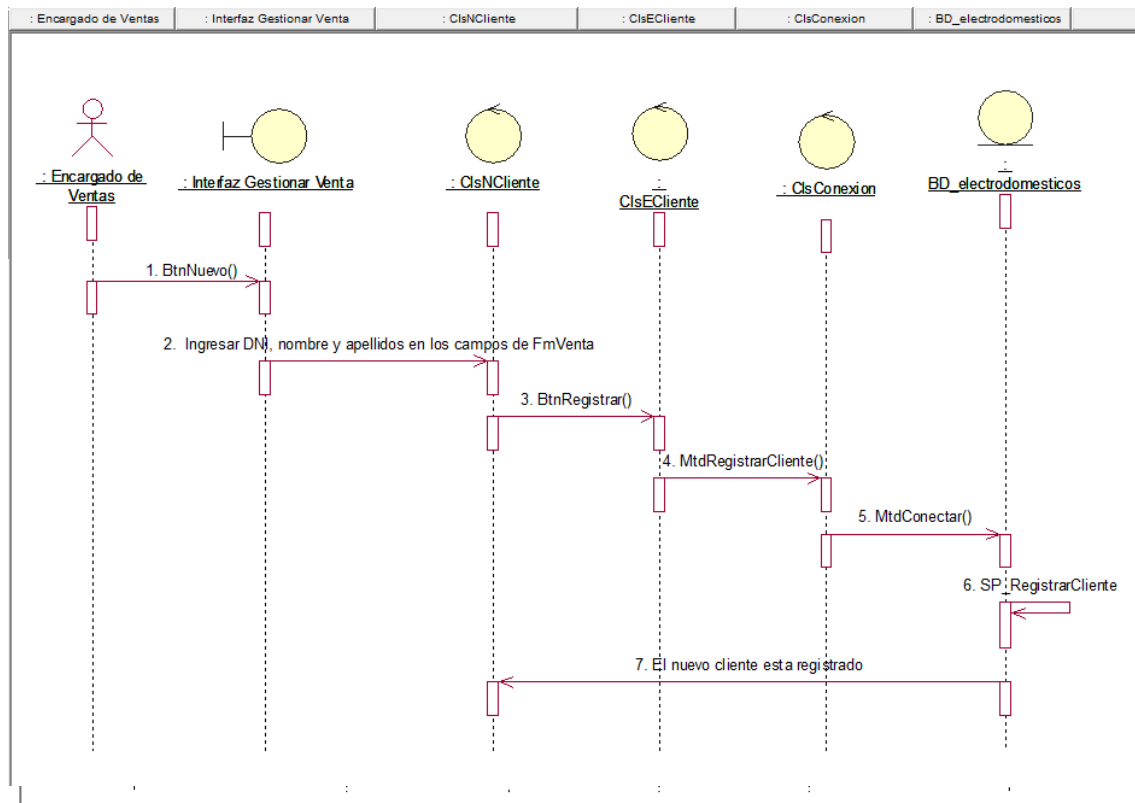 : Encargado de Ventas
: Interfaz Gestionar Venta
: ClsNCliente
: ClsECliente
: ClsConexion
: BD_electrodomesticos
: Encargado de
Ventas
: Interfaz Gestionar Venta
: ClsNCliente
:
ClsECliente
: ClsConexion
:
BD_electrodomesticos
1. BtnNuevo()
2. Ingresar DNI, nombre y apellidos en los campos de FmVenta
3. BtnRegistrar()
4. MtdRegistrarCliente()
5. MtdConectar()
6. SP_RegistrarCliente
7. El nuevo cliente esta registrado